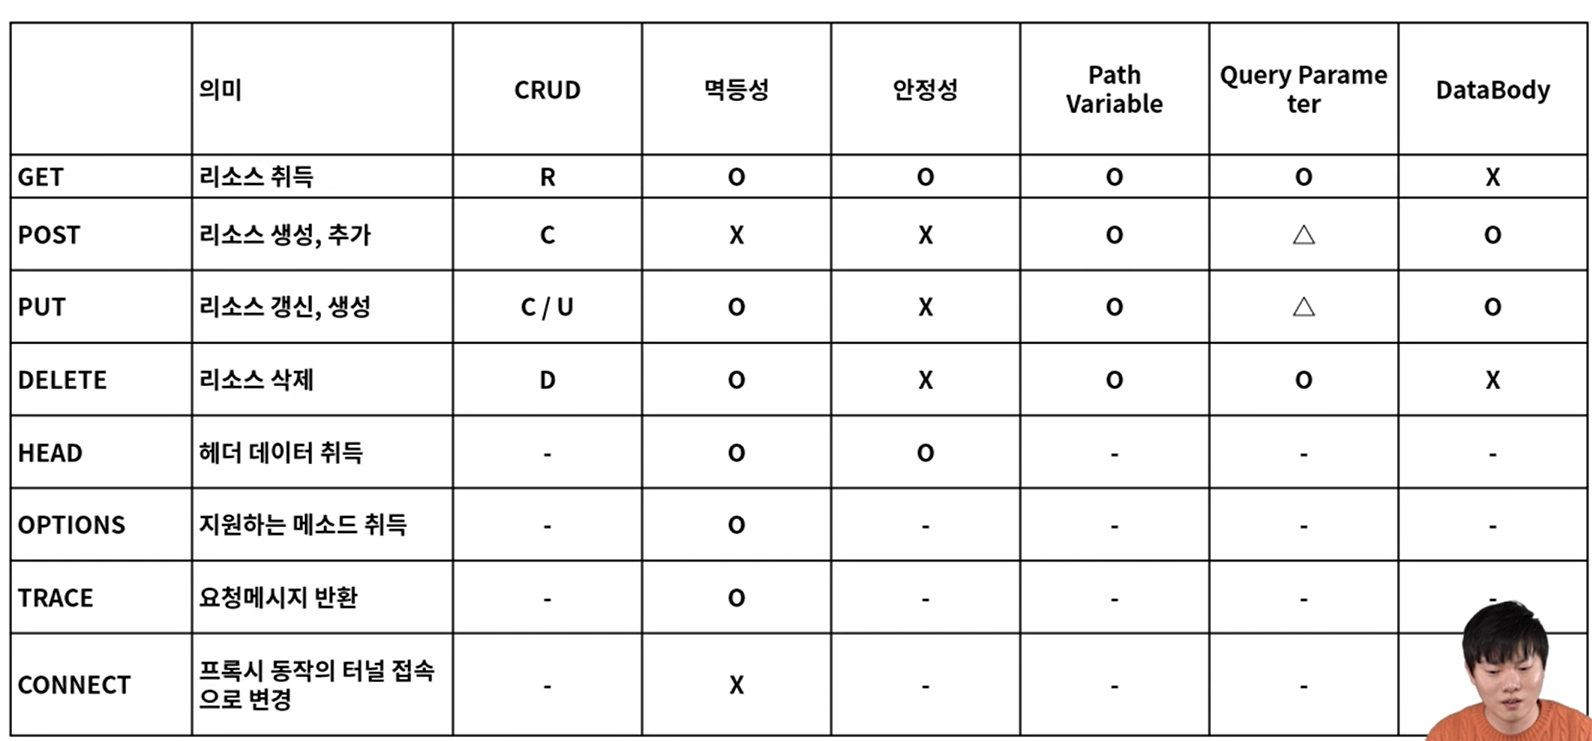 의미 CRUD 멱등성 안정성 Path Variable Query Parame ter DataBody
GET 리소스 취득 R O O O O X
POST 리소스 생성, 추가 C X X O △ O
PUT 리소스 갱신, 생성 C / U O X O △ O
DELETE 리소스 삭제 D O X O O X
HEAD 헤더 데이터 취득 - O O - - -
OPTIONS 지원하는 메소드 취득 - O - - - -
TRACE 요청메시지 반환 - O - - - -
CONNECT 프록시 동작의 터널 접속 으로 변경 - X - - -